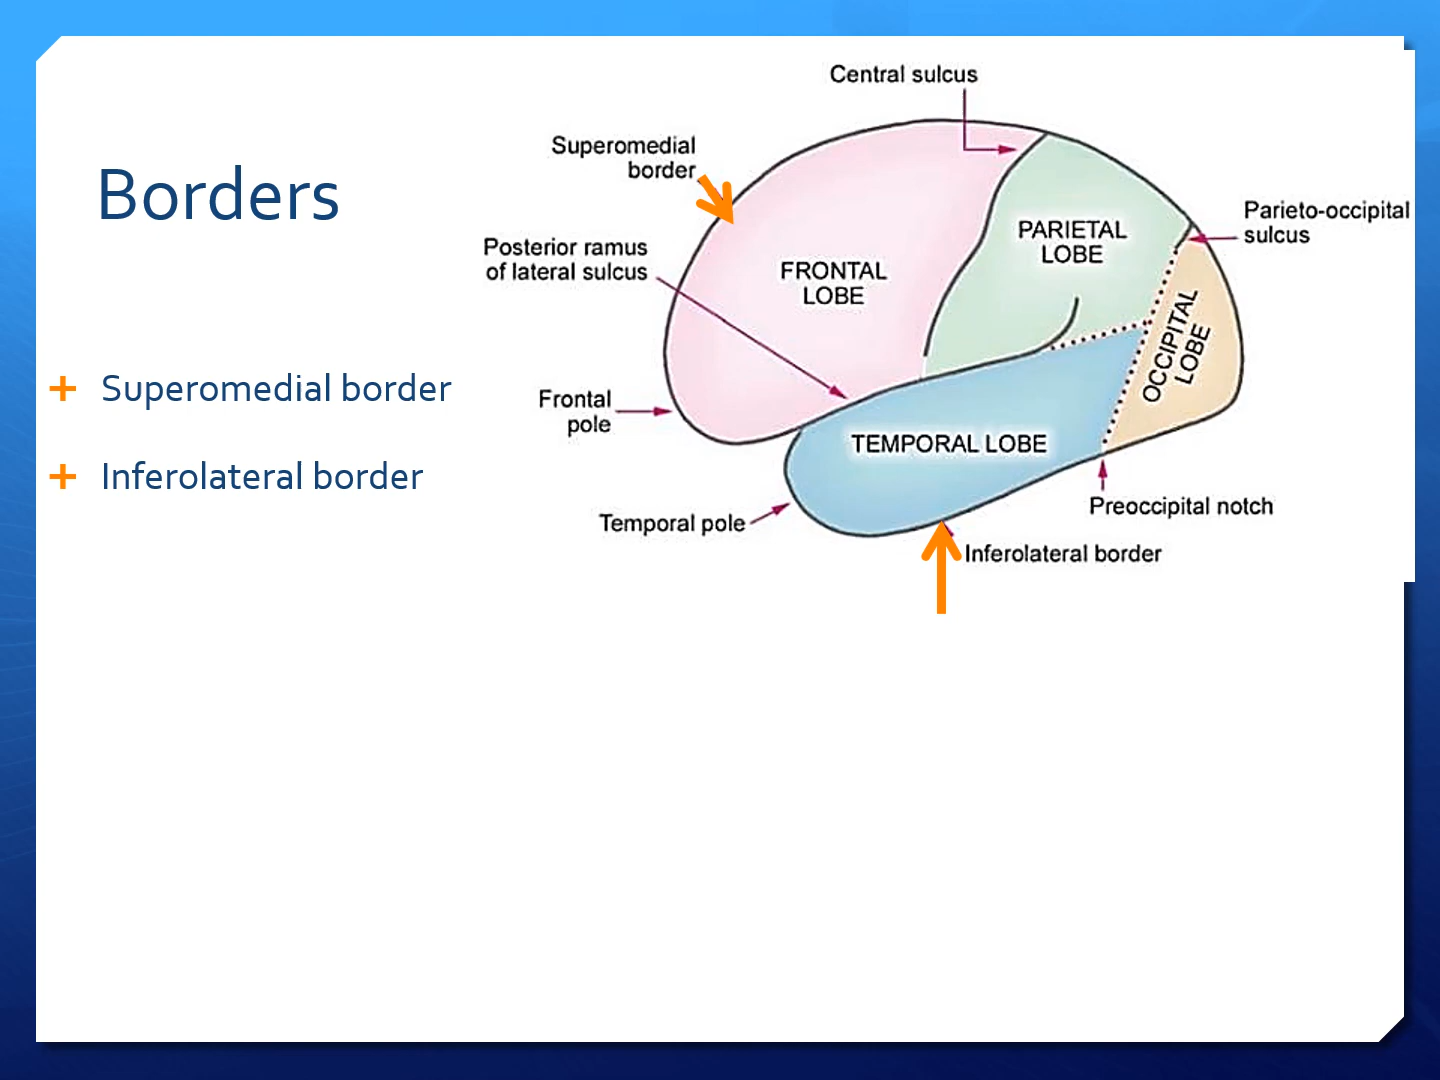 Borders
Superomedial border
Inferolateral border
Central sulcus
Superomedial
border
Posterior ramus
of lateral sulcus
Parieto-occipital
sulcus
FRONTAL
LOBE
PARIETAL
LOBE
OCCIPITAL
LOBE
Frontal
pole
TEMPORAL LOBE
Temporal pole
Preoccipital notch
Inferolateral border